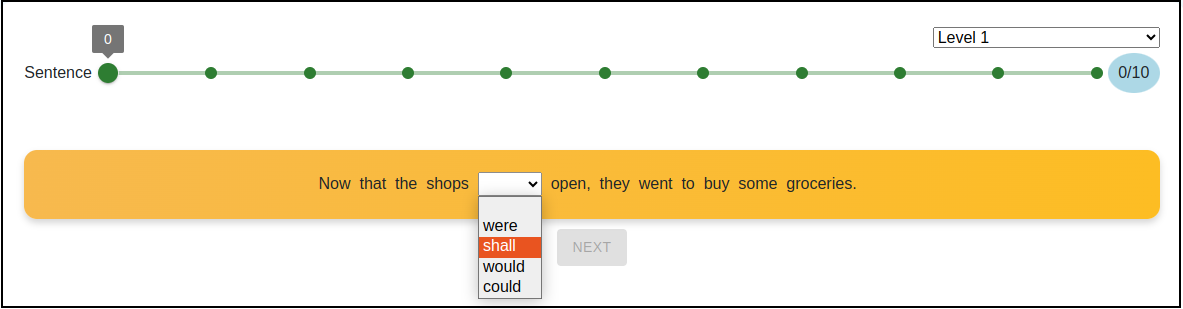 0
Level 1
Sentence
0/10
Now that the shops open, they went to buy some groceries.
were
shall
would
could
NEXT